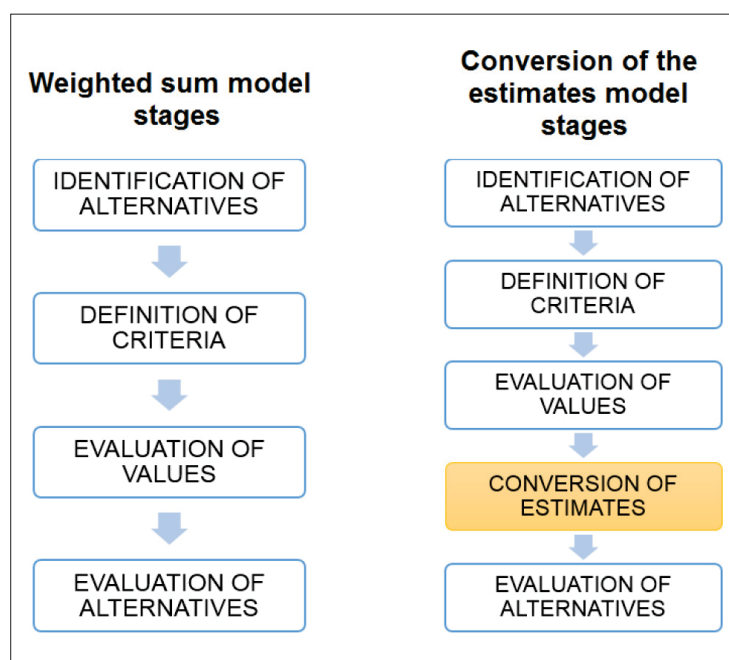 Weighted sum model
stages
IDENTIFICATION OF
ALTERNATIVES
DEFINITION OF
CRITERIA
EVALUATION OF
VALUES
EVALUATION OF
ALTERNATIVES
Conversion of the
estimates model
stages
IDENTIFICATION OF
ALTERNATIVES
DEFINITION OF
CRITERIA
EVALUATION OF
VALUES
CONVERSION OF
ESTIMATES
EVALUATION OF
ALTERNATIVES